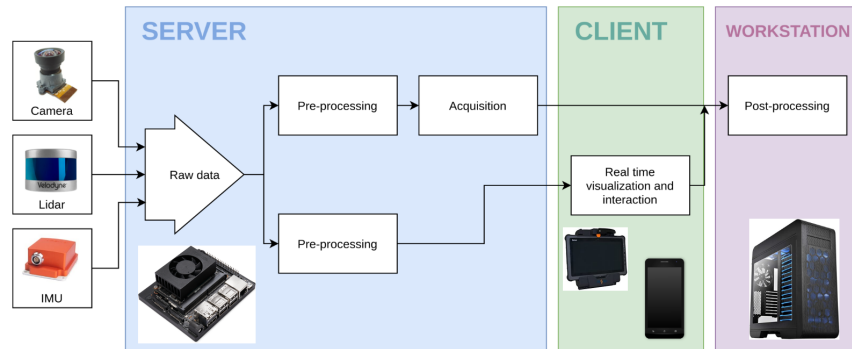 SERVER
CLIENT
WORKSTATION
Camera
Pre-processing
Acquisition
Post-processing
Velodyne
Lidar
Raw data
Real time
visualization and
interaction
Pre-processing
IMU